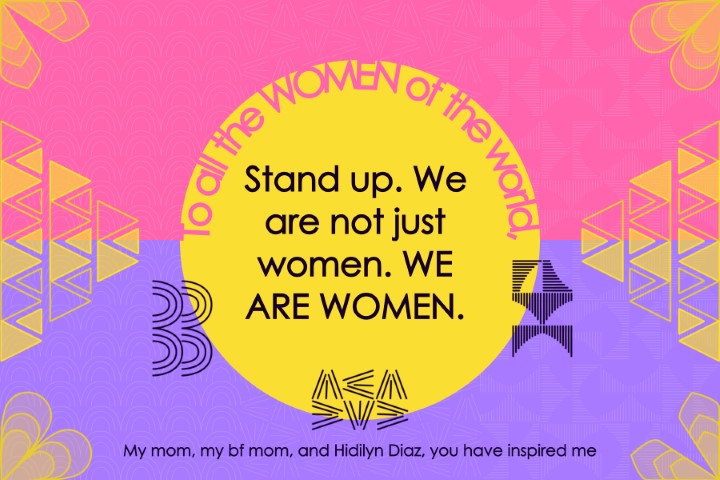 To all the WOMEN of the world,
Stand up. We
are not just
women. WE
ARE WOMEN.
My mom, my bf mom, and Hidilyn Diaz, you have inspired me